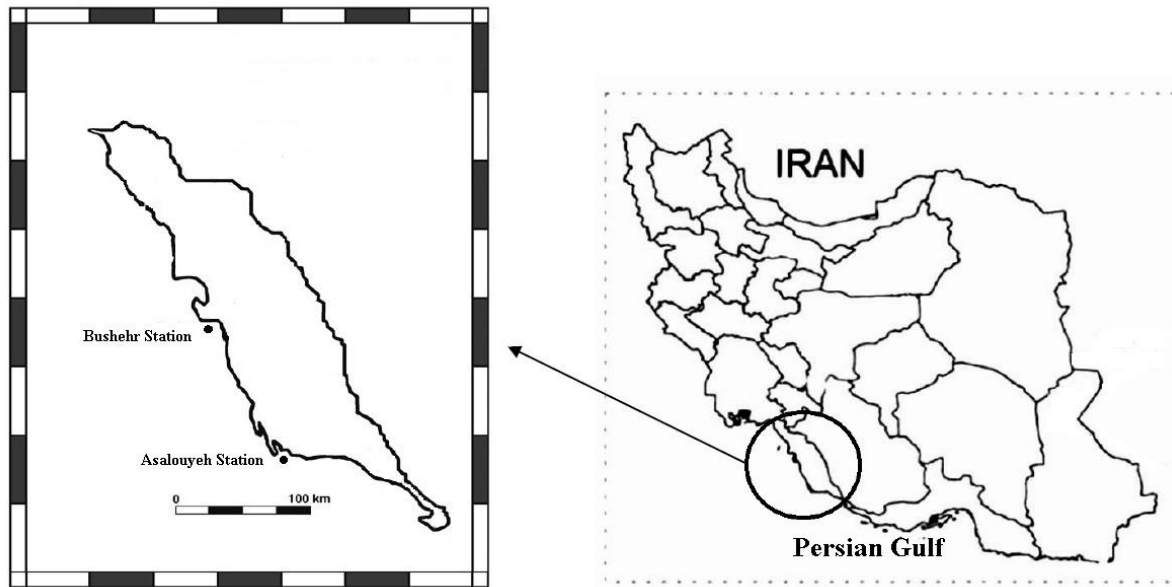 IRAN
Bushehr Station
Asalouyeh Station
0 100 km
Persian Gulf